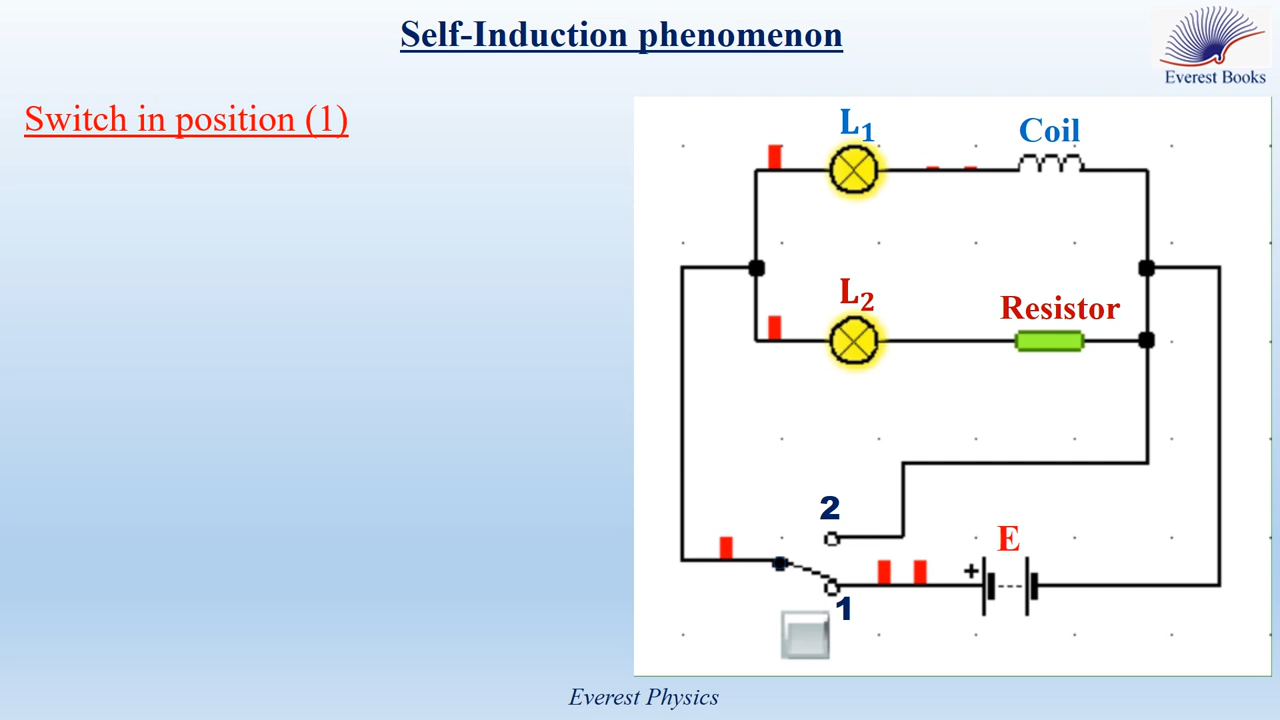 Self-Induction phenomenon
Everest Books
Switch in position (1)
L₁
Coil
L₂
Resistor
2
E
+
1
Everest Physics